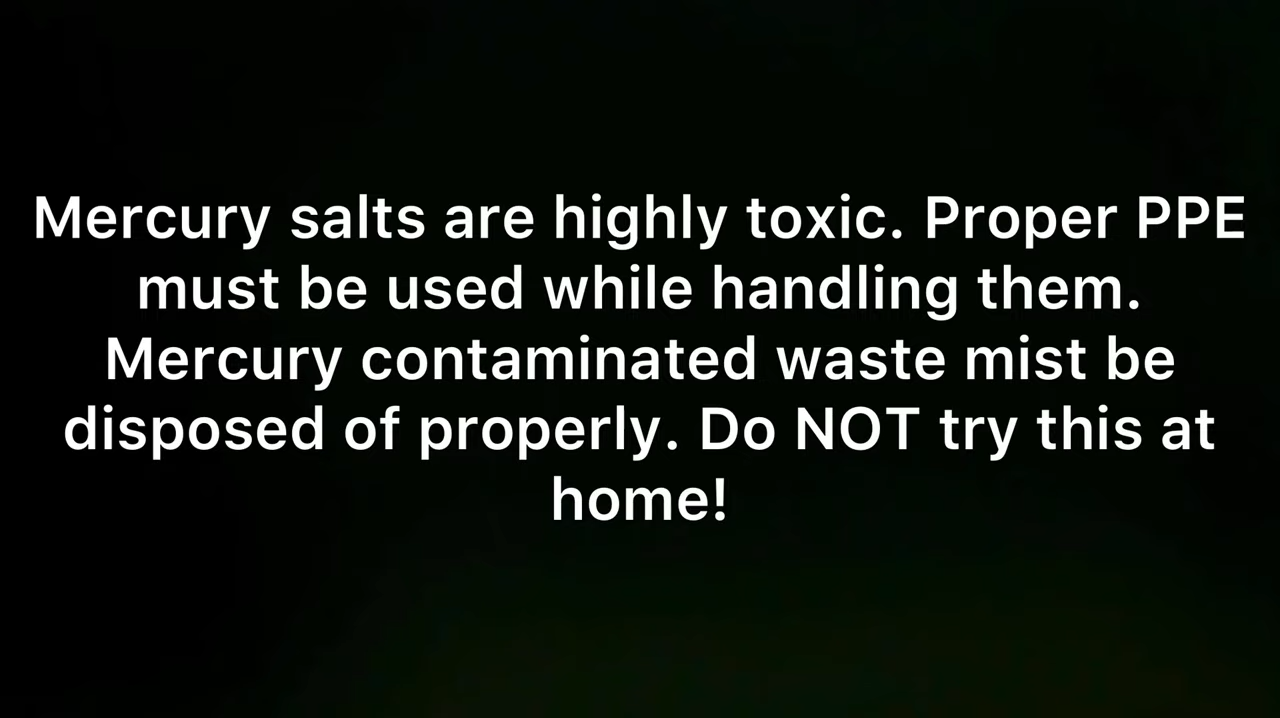 Mercury salts are highly toxic. Proper PPE
must be used while handling them.
Mercury contaminated waste mist be
disposed of properly. Do NOT try this at
home!